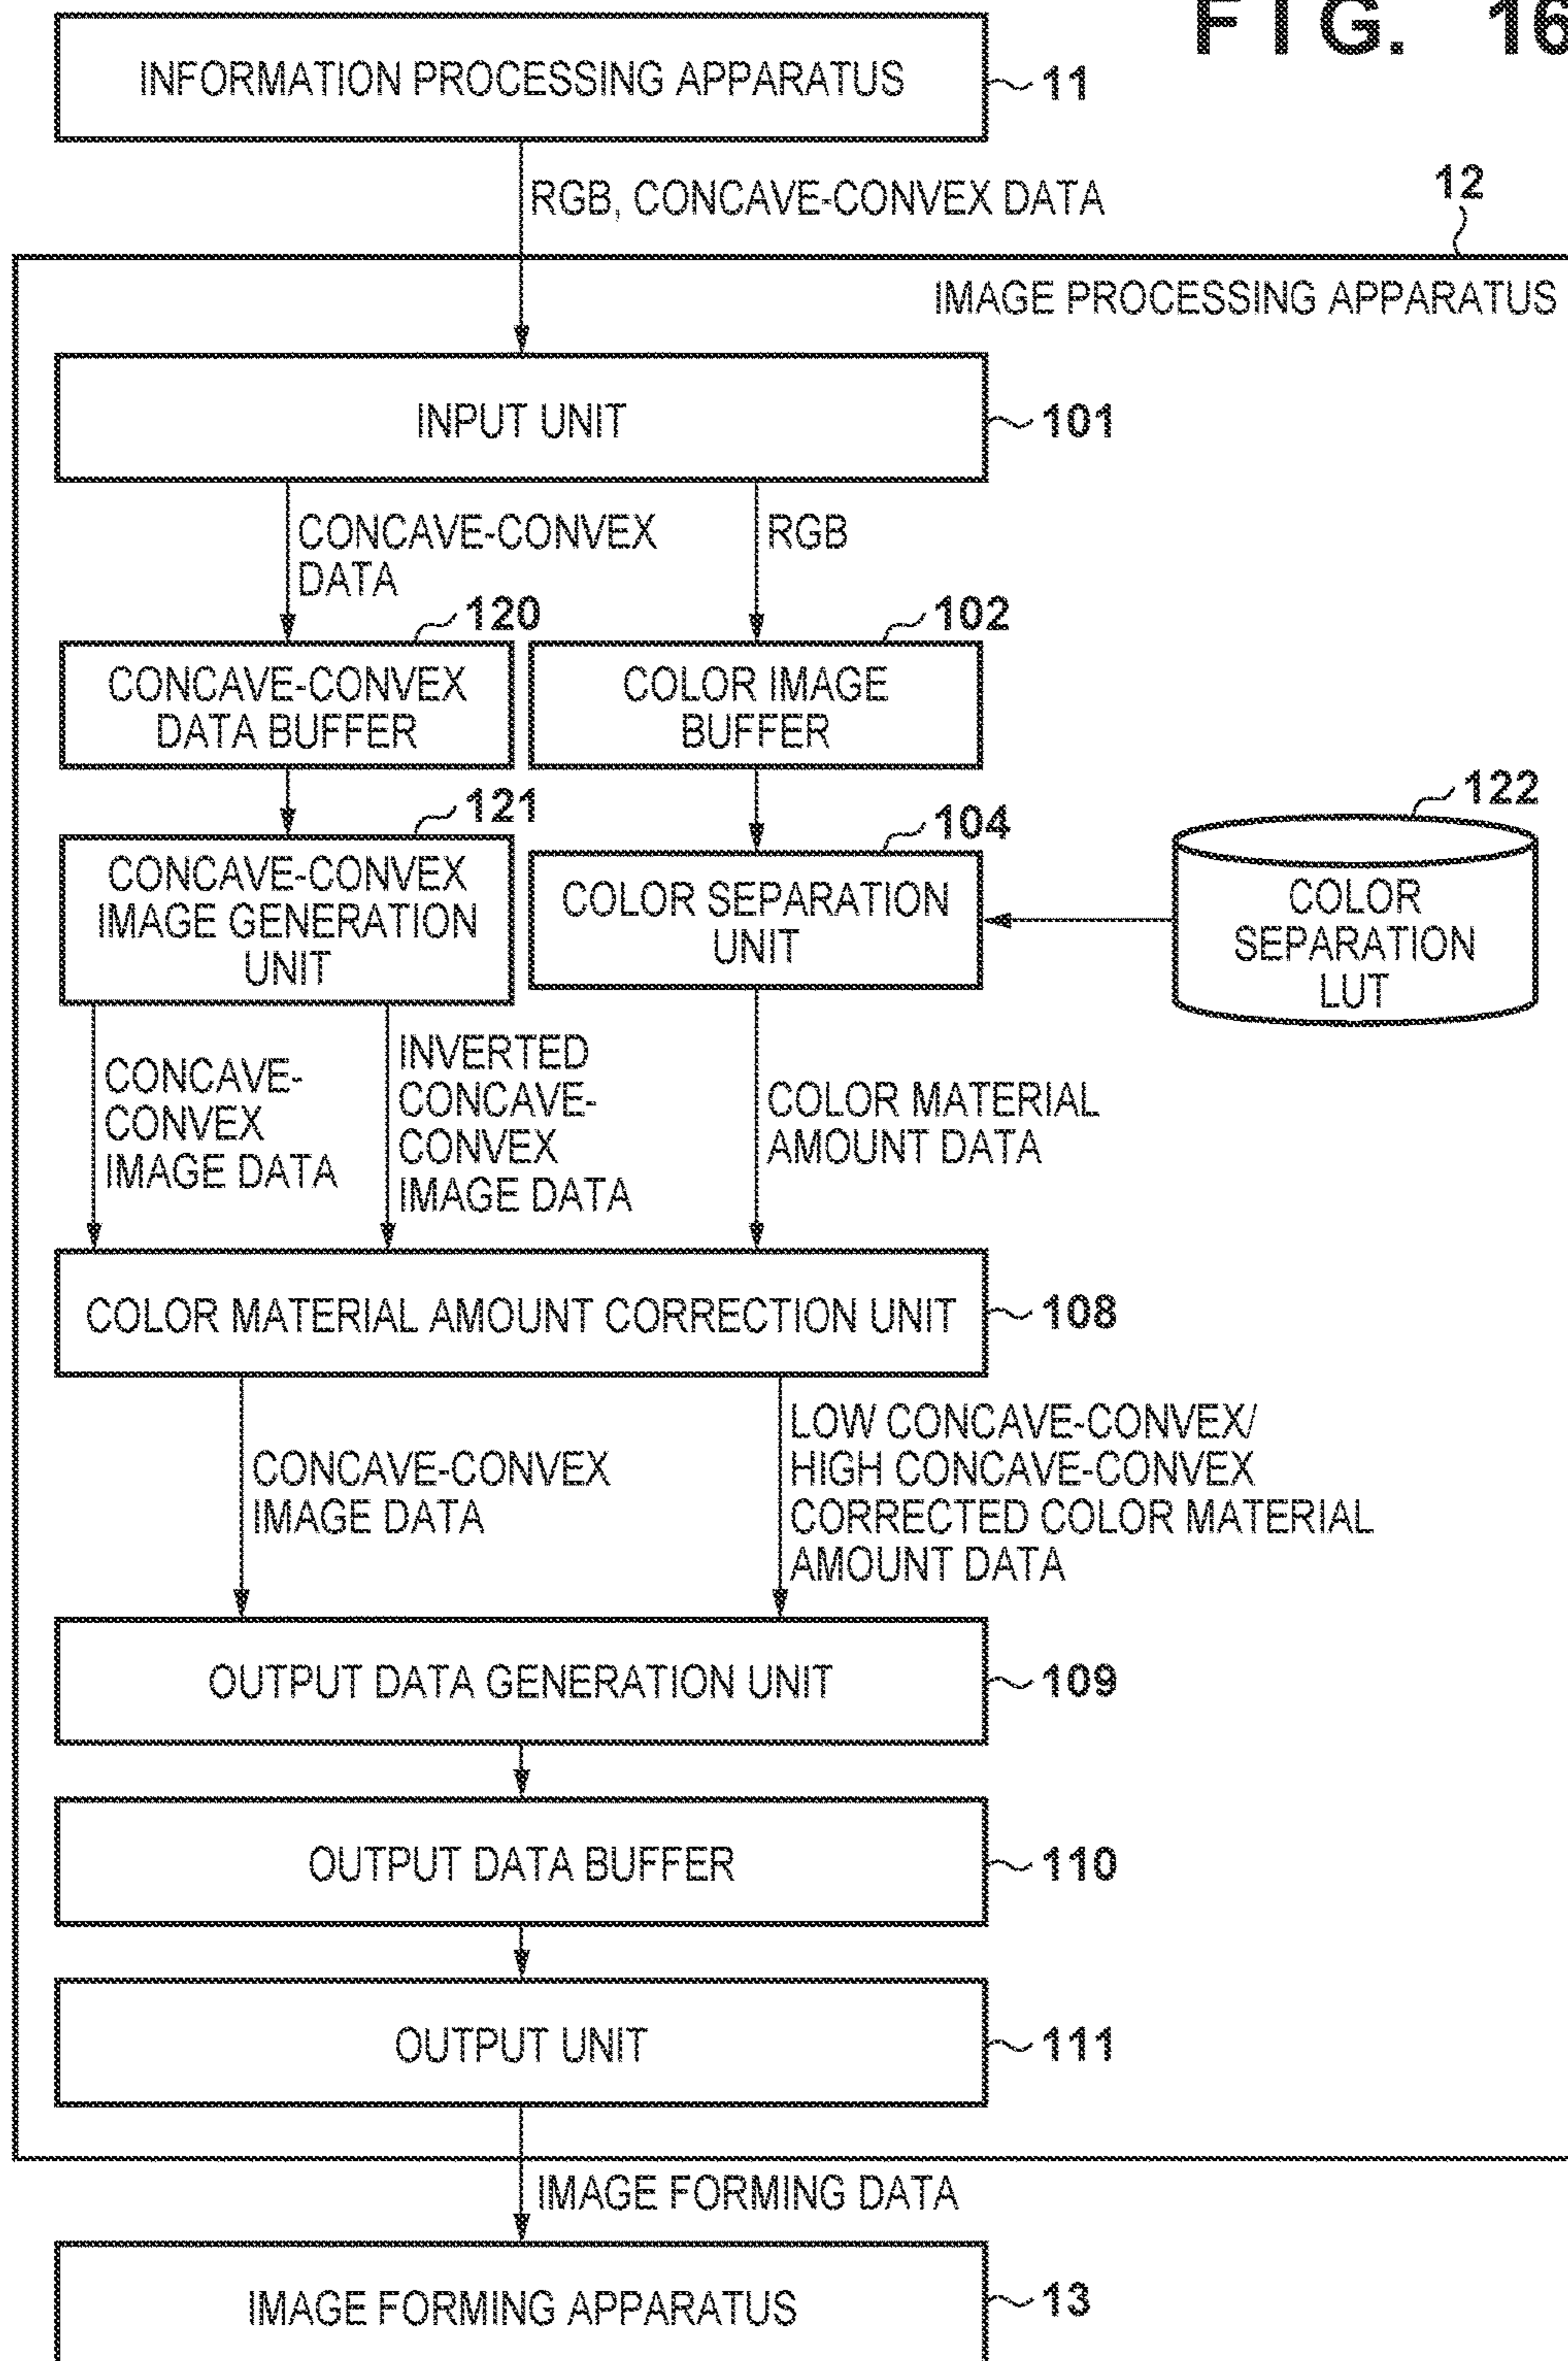 FIG. 16
INFORMATION PROCESSING APPARATUS
11
RGB, CONCAVE-CONVEX DATA
12
IMAGE PROCESSING APPARATUS
INPUT UNIT
101
CONCAVE-CONVEX
DATA
RGB
120
102
CONCAVE-CONVEX
DATA BUFFER
COLOR IMAGE
BUFFER
121
104
122
CONCAVE-CONVEX
IMAGE GENERATION
UNIT
COLOR SEPARATION
UNIT
COLOR
SEPARATION
LUT
CONCAVE-
CONVEX
IMAGE DATA
INVERTED
CONCAVE-
CONVEX
IMAGE DATA
COLOR MATERIAL
AMOUNT DATA
COLOR MATERIAL AMOUNT CORRECTION UNIT
108
CONCAVE-CONVEX
IMAGE DATA
LOW CONCAVE-CONVEX/
HIGH CONCAVE-CONVEX
CORRECTED COLOR MATERIAL
AMOUNT DATA
OUTPUT DATA GENERATION UNIT
109
OUTPUT DATA BUFFER
110
OUTPUT UNIT
111
IMAGE FORMING DATA
IMAGE FORMING APPARATUS
13